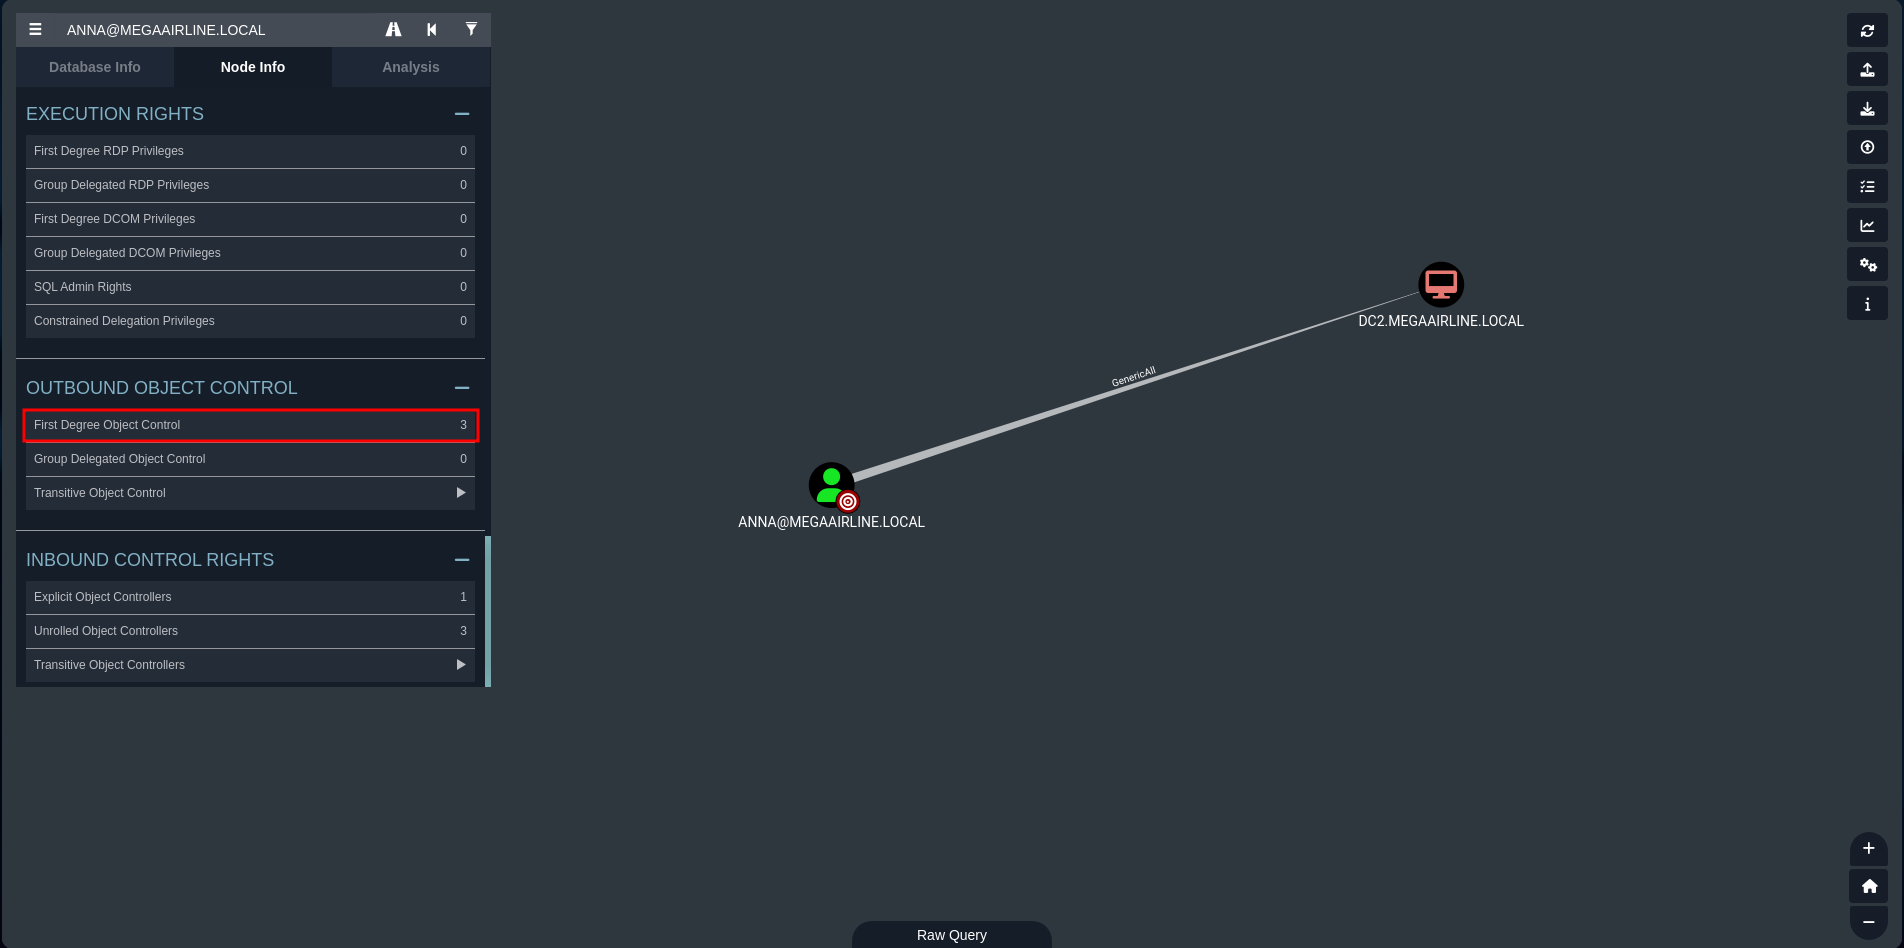 ANNA@MEGAAIRLINE.LOCAL
Database Info Node Info Analysis
EXECUTION RIGHTS
First Degree RDP Privileges 0
Group Delegated RDP Privileges 0
First Degree DCOM Privileges 0
Group Delegated DCOM Privileges 0
SQL Admin Rights 0
Constrained Delegation Privileges 0
OUTBOUND OBJECT CONTROL
First Degree Object Control 3
Group Delegated Object Control 0
Transitive Object Control
INBOUND CONTROL RIGHTS
Explicit Object Controllers 1
Unrolled Object Controllers 3
Transitive Object Controllers
DC2.MEGAAIRLINE.LOCAL
GenericAll
ANNA@MEGAAIRLINE.LOCAL
Raw Query